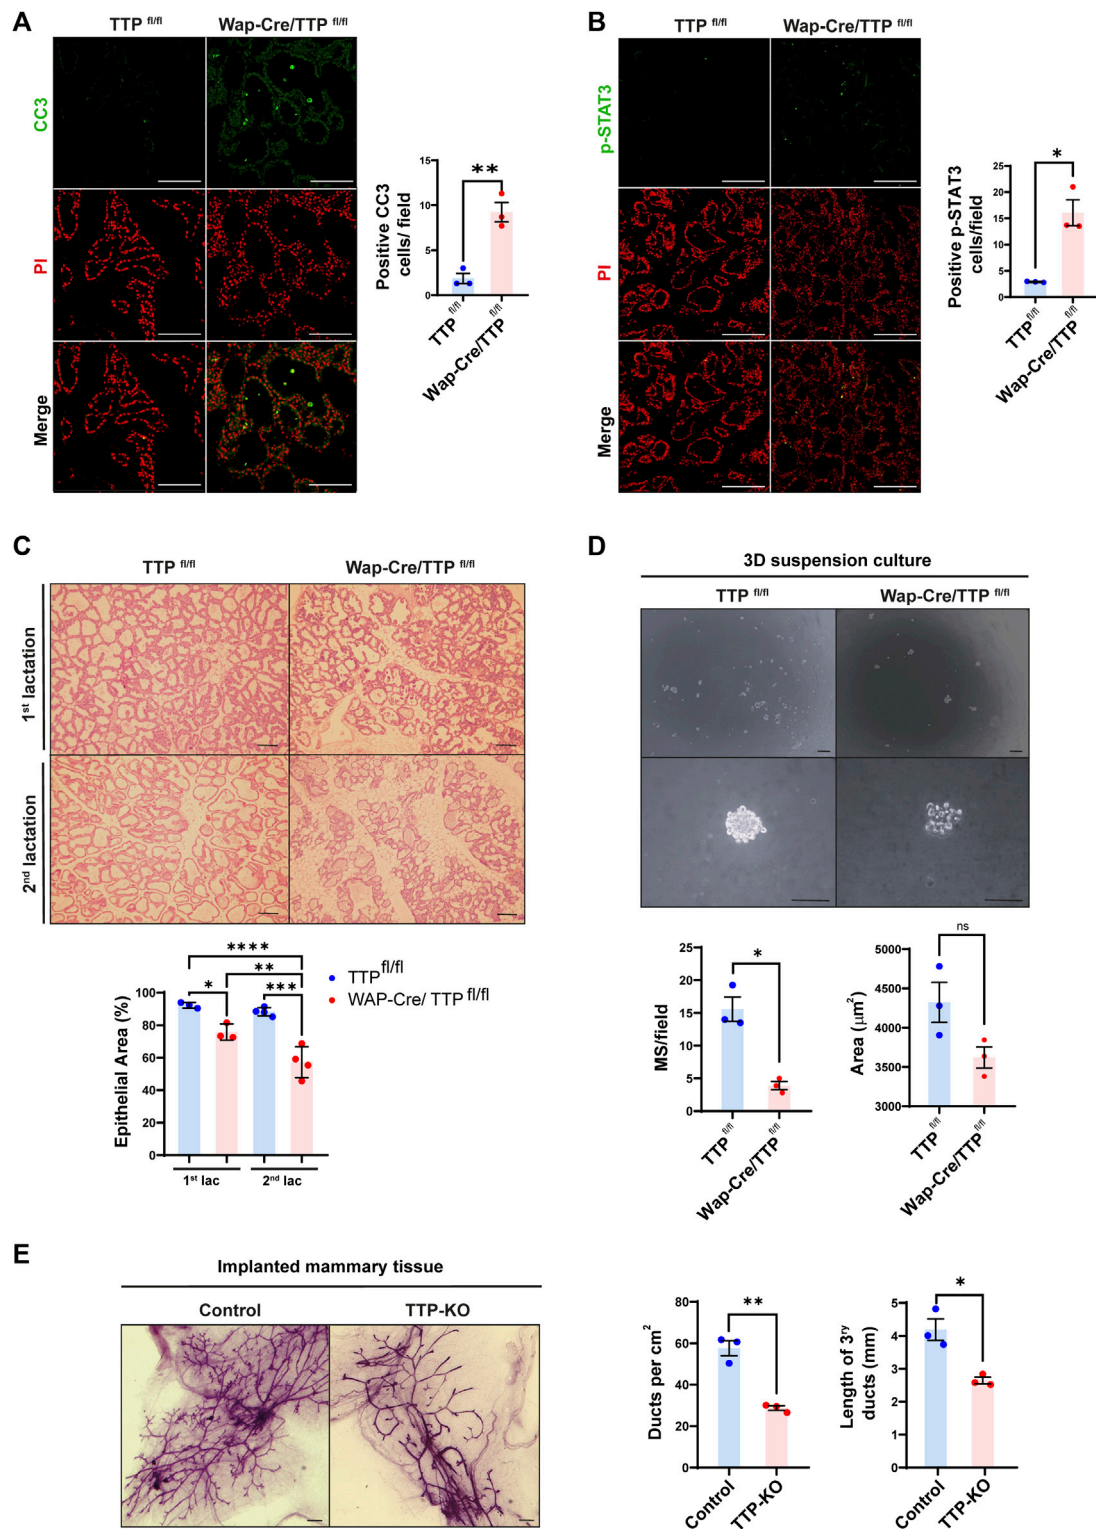 A
TTP fl/fl
Wap-Cre/TTP fl/fl
CC3
PI
Merge
Positive CC3
cells/ field
15
10
5
0
**
TTP fl/fl
Wap-Cre/TTP fl/fl
B
TTP fl/fl
Wap-Cre/TTP fl/fl
p-STAT3
PI
Merge
Positive p-STAT3
cells/field
25
20
15
10
5
0
*
TTP fl/fl
Wap-Cre/TTP fl/fl
C
TTP fl/fl
Wap-Cre/TTP fl/fl
1st lactation
2nd lactation
Epithelial Area (%)
100
80
60
40
20
0
****
**
*
***
TTP fl/fl
WAP-Cre/ TTP fl/fl
1st lac
2nd lac
D
3D suspension culture
TTP fl/fl
Wap-Cre/TTP fl/fl
MS/field
25
20
15
10
5
0
*
TTP fl/fl
Wap-Cre/TTP fl/fl
Area (μm2)
5000
4500
4000
3500
3000
ns
TTP fl/fl
Wap-Cre/TTP fl/fl
E
Implanted mammary tissue
Control
TTP-KO
Ducts per cm2
80
60
40
20
0
**
Control
TTP-KO
Length of 3ry
ducts (mm)
5
4
3
2
1
0
*
Control
TTP-KO